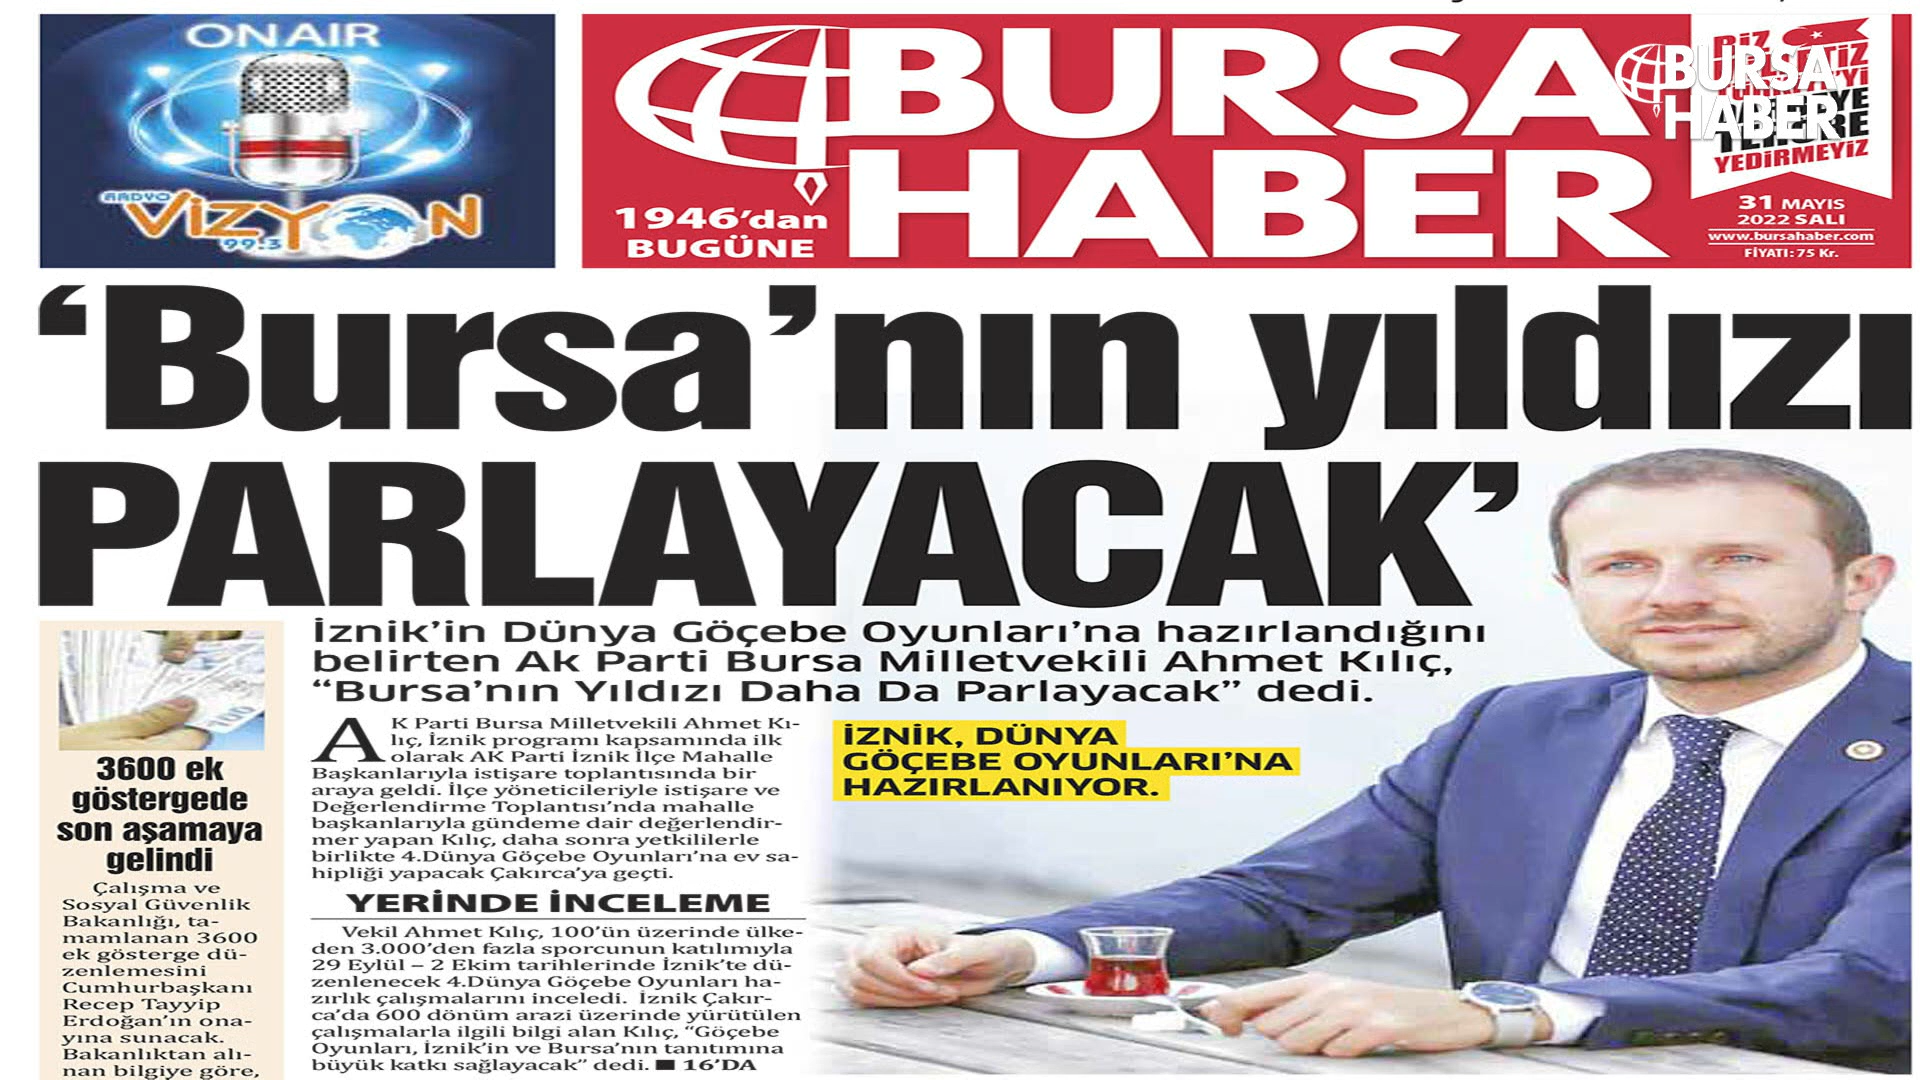 ON AIR
RADYO
VİZYON
99.3
BURSA
HABER
1946’dan
BUGÜNE
BURSA
HABER
BİZ
YEDİRMEYİZ
31 MAYIS
2022 SALI
www.bursahaber.com
FİYATI: 75 Kr.
‘Bursa’nın yıldızı
PARLAYACAK’
İznik’in Dünya Göçebe Oyunları’na hazırlandığını
belirten Ak Parti Bursa Milletvekili Ahmet Kılıç,
“Bursa’nın Yıldızı Daha Da Parlayacak” dedi.
AK Parti Bursa Milletvekili Ahmet Kı-
lıç, İznik programı kapsamında ilk
olarak AK Parti İznik İlçe Mahalle
Başkanlarıyla istişare toplantısında bir
araya geldi. İlçe yöneticileriyle istişare ve
Değerlendirme Toplantısı’nda mahalle
başkanlarıyla gündeme dair değerlendir-
mer yapan Kılıç, daha sonra yetkililerle
birlikte 4.Dünya Göçebe Oyunları’na ev sa-
hipliği yapacak Çakırca’ya geçti.
YERİNDE İNCELEME
Vekil Ahmet Kılıç, 100’ün üzerinde ülke-
den 3.000’den fazla sporcunun katılımıyla
29 Eylül – 2 Ekim tarihlerinde İznik’te dü-
zenlenecek 4.Dünya Göçebe Oyunları ha-
zırlık çalışmalarını inceledi. İznik Çakır-
ca’da 600 dönüm arazi üzerinde yürütülen
çalışmalarla ilgili bilgi alan Kılıç, “Göçebe
Oyunları, İznik’in ve Bursa’nın tanıtımına
büyük katkı sağlayacak” dedi. ■ 16’DA
İZNİK, DÜNYA
GÖÇEBE OYUNLARI’NA
HAZIRLANIYOR.
3600 ek
göstergede
son aşamaya
gelindi
Çalışma ve
Sosyal Güvenlik
Bakanlığı, ta-
mamlanan 3600
ek gösterge dü-
zenlemesini
Cumhurbaşkanı
Recep Tayyip
Erdoğan’ın ona-
yına sunacak.
Bakanlıktan alı-
nan bilgiye göre,